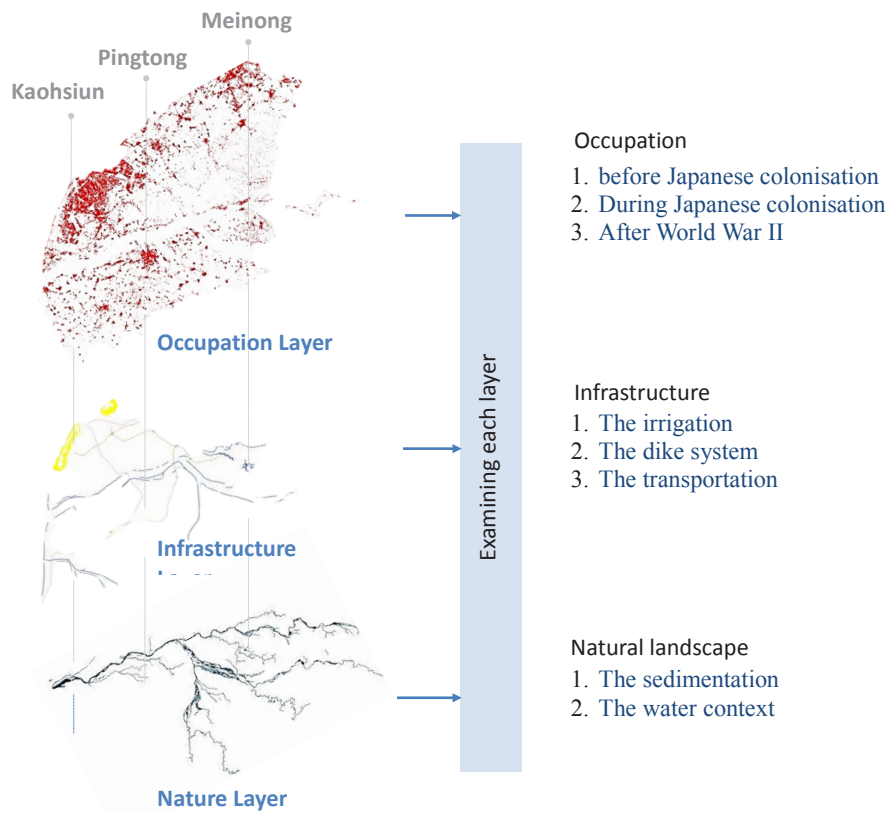 Meinong
Pingtong
Kaohsiun
Occupation Layer
Infrastructure
Nature Layer
Examining each layer
Occupation
1. before Japanese colonisation
2. During Japanese colonisation
3. After World War II
Infrastructure
1. The irrigation
2. The dike system
3. The transportation
Natural landscape
1. The sedimentation
2. The water context